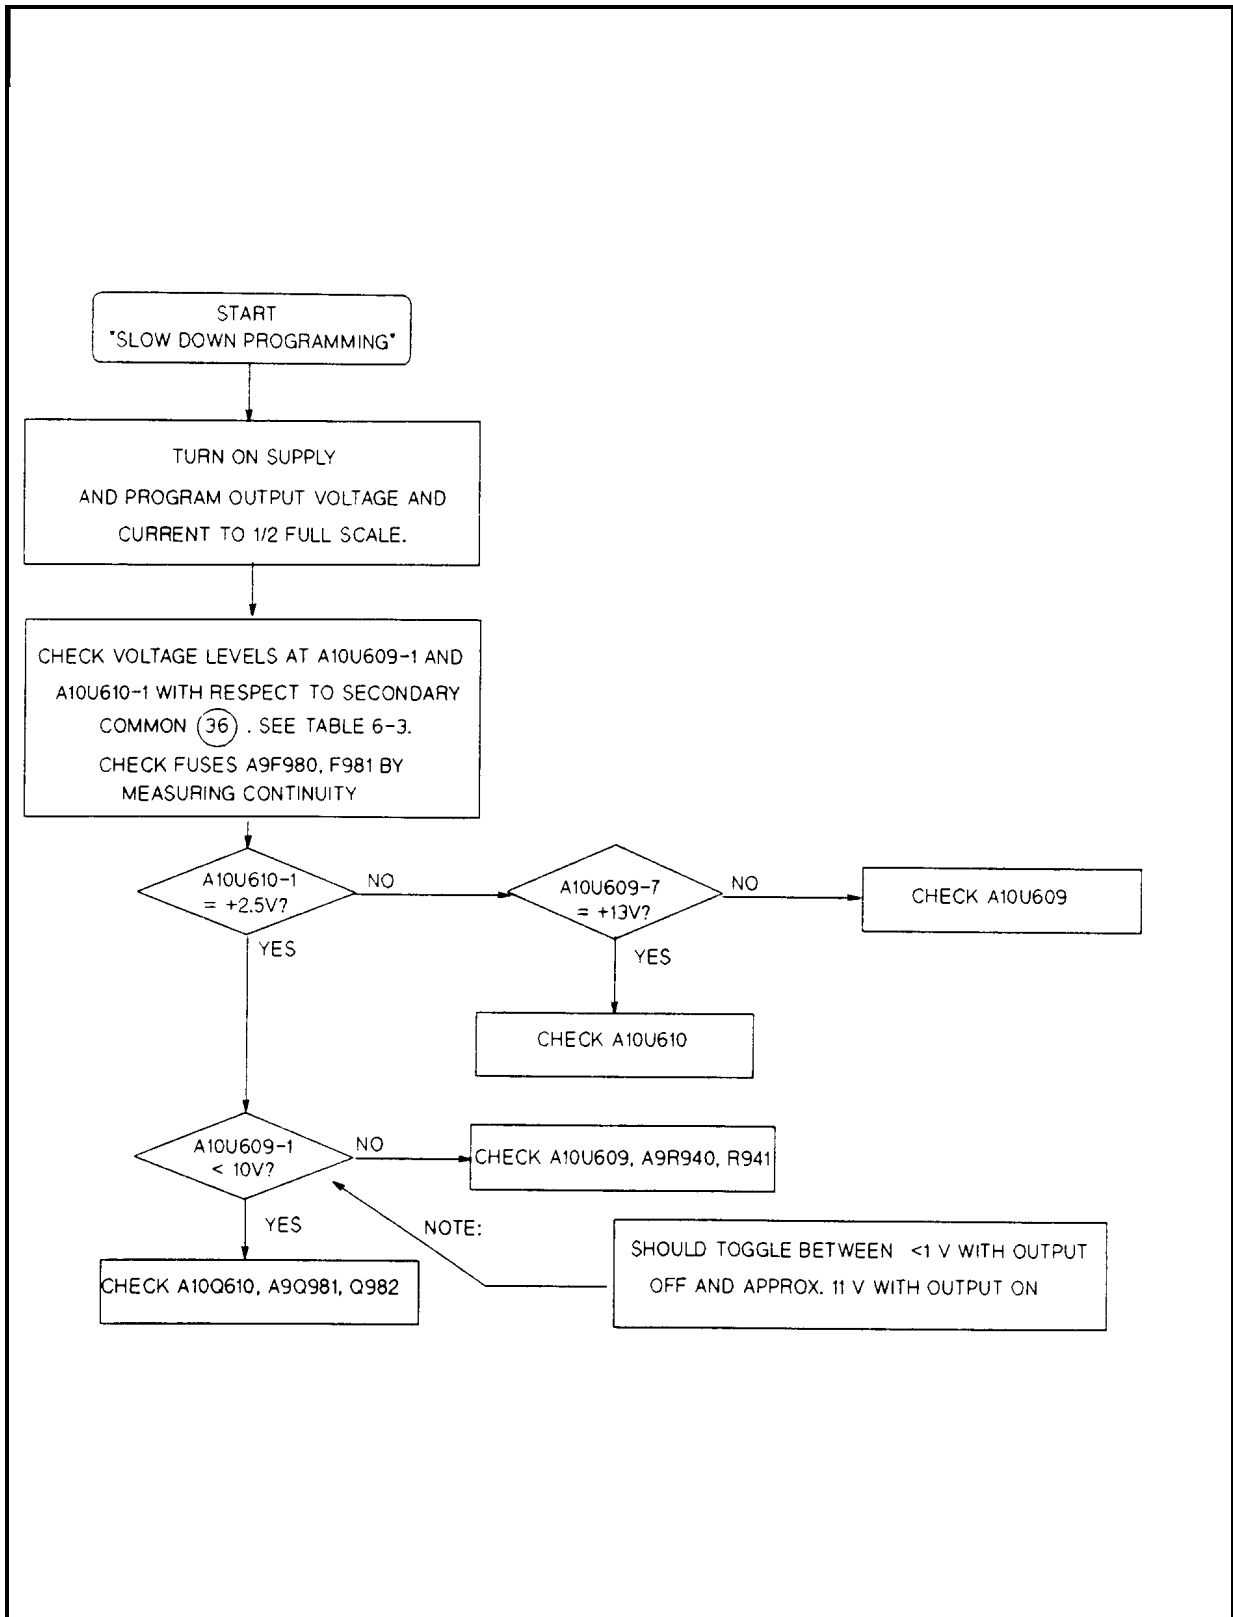 START
"SLOW DOWN PROGRAMMING"
TURN ON SUPPLY
AND PROGRAM OUTPUT VOLTAGE AND
CURRENT TO 1/2 FULL SCALE.
CHECK VOLTAGE LEVELS AT A10U609-1 AND
A10U610-1 WITH RESPECT TO SECONDARY
COMMON (36) . SEE TABLE 6-3.
CHECK FUSES A9F980, F981 BY
MEASURING CONTINUITY
A10U610-1
= +2.5V?
NO
YES
A10U609-7
= +13V?
NO
YES
CHECK A10U609
CHECK A10U610
A10U609-1
< 10V?
NO
YES
CHECK A10U609, A9R940, R941
CHECK A10Q610, A9Q981, Q982
NOTE:
SHOULD TOGGLE BETWEEN <1 V WITH OUTPUT
OFF AND APPROX. 11 V WITH OUTPUT ON